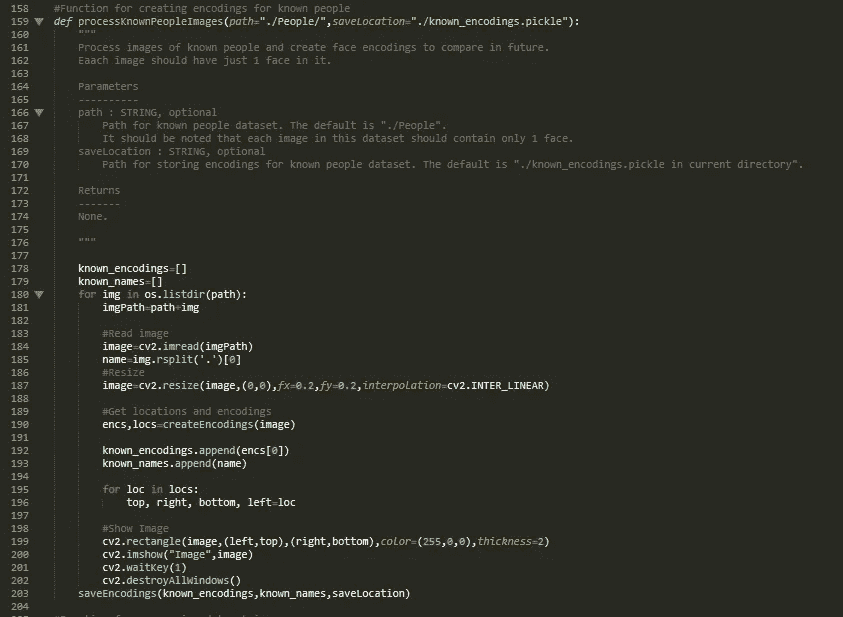 158 #Function for creating encodings for known people
159 def processKnownPeopleImages(path="./People/",saveLocation="./known_encodings.pickle"):
160 """
161 Process images of known people and create face encodings to compare in future.
162 Eaach image should have just 1 face in it.
163
164 Parameters
165 ----------
166 path : STRING, optional
167 Path for known people dataset. The default is "./People".
168 It should be noted that each image in this dataset should contain only 1 face.
169 saveLocation : STRING, optional
170 Path for storing encodings for known people dataset. The default is "./known_encodings.pickle in current directory".
171
172 Returns
173 -------
174 None.
175
176 """
177
178 known_encodings=[]
179 known_names=[]
180 for img in os.listdir(path):
181 imgPath=path+img
182
183 #Read image
184 image=cv2.imread(imgPath)
185 name=img.rsplit('.')[0]
186 #Resize
187 image=cv2.resize(image,(0,0),fx=0.2,fy=0.2,interpolation=cv2.INTER_LINEAR)
188
189 #Get locations and encodings
190 encs,locs=createEncodings(image)
191
192 known_encodings.append(encs[0])
193 known_names.append(name)
194
195 for loc in locs:
196 top, right, bottom, left=loc
197
198 #Show Image
199 cv2.rectangle(image,(left,top),(right,bottom),color=(255,0,0),thickness=2)
200 cv2.imshow("Image",image)
201 cv2.waitKey(1)
202 cv2.destroyAllWindows()
203 saveEncodings(known_encodings,known_names,saveLocation)
204